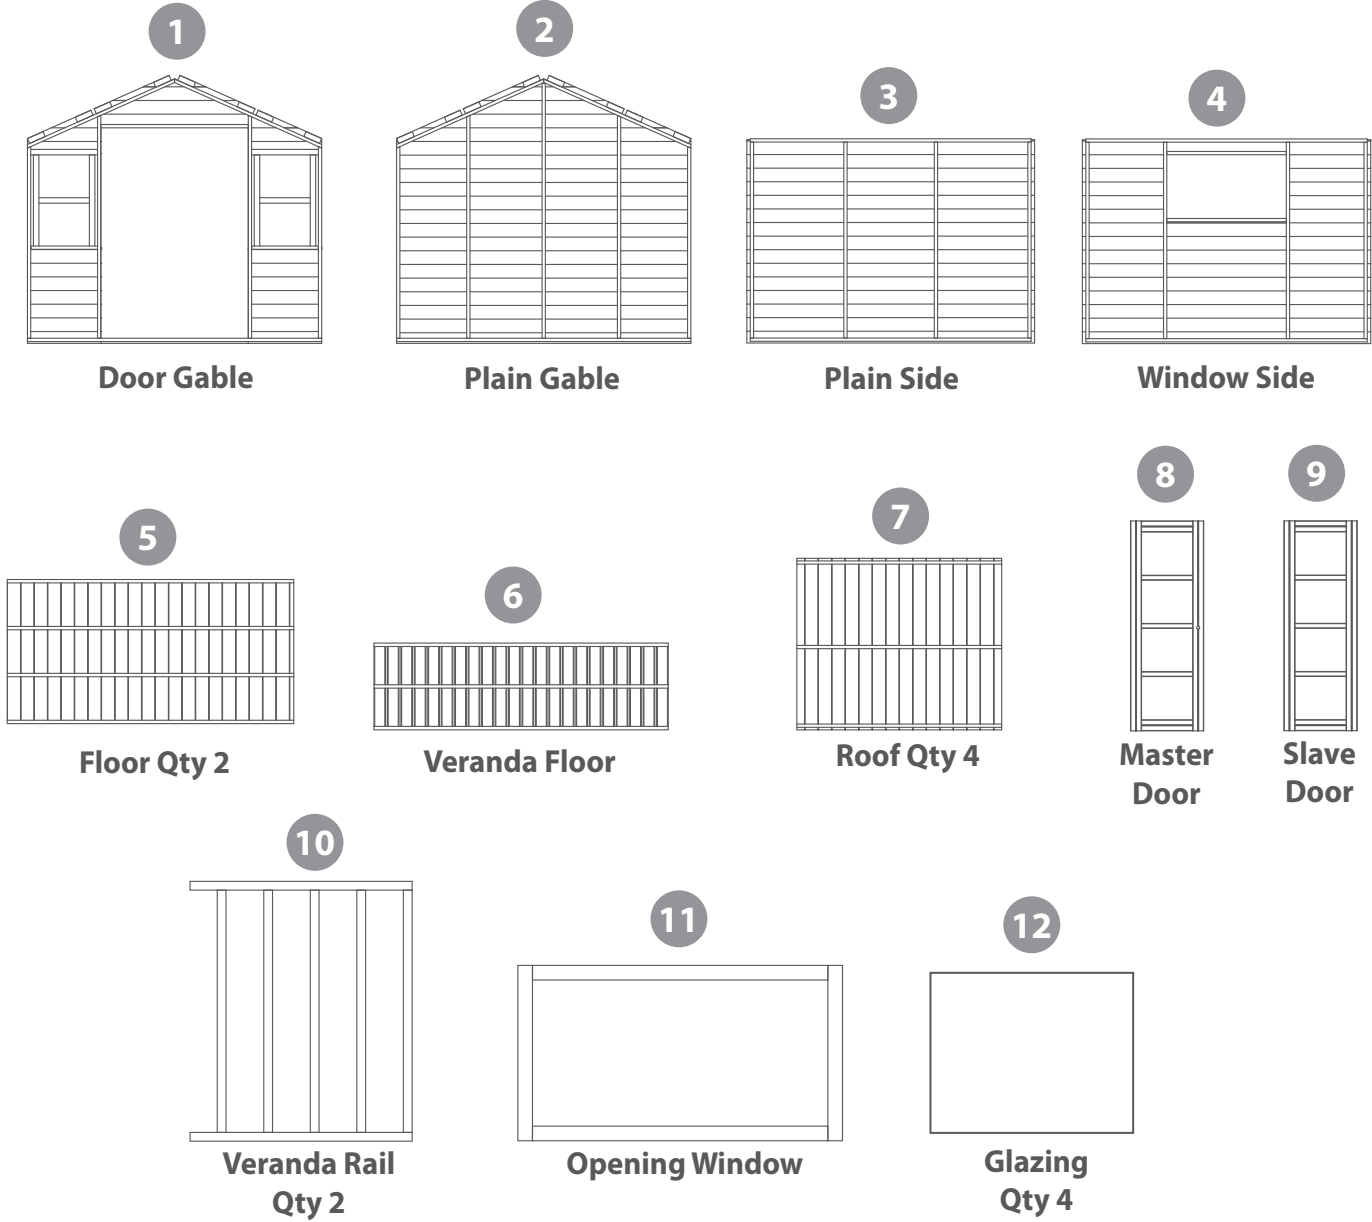 1
2
3
4
Door Gable
Plain Gable
Plain Side
Window Side
5
6
7
8
9
Floor Qty 2
Veranda Floor
Roof Qty 4
Master
Door
Slave
Door
10
11
12
Veranda Rail
Qty 2
Opening Window
Glazing
Qty 4